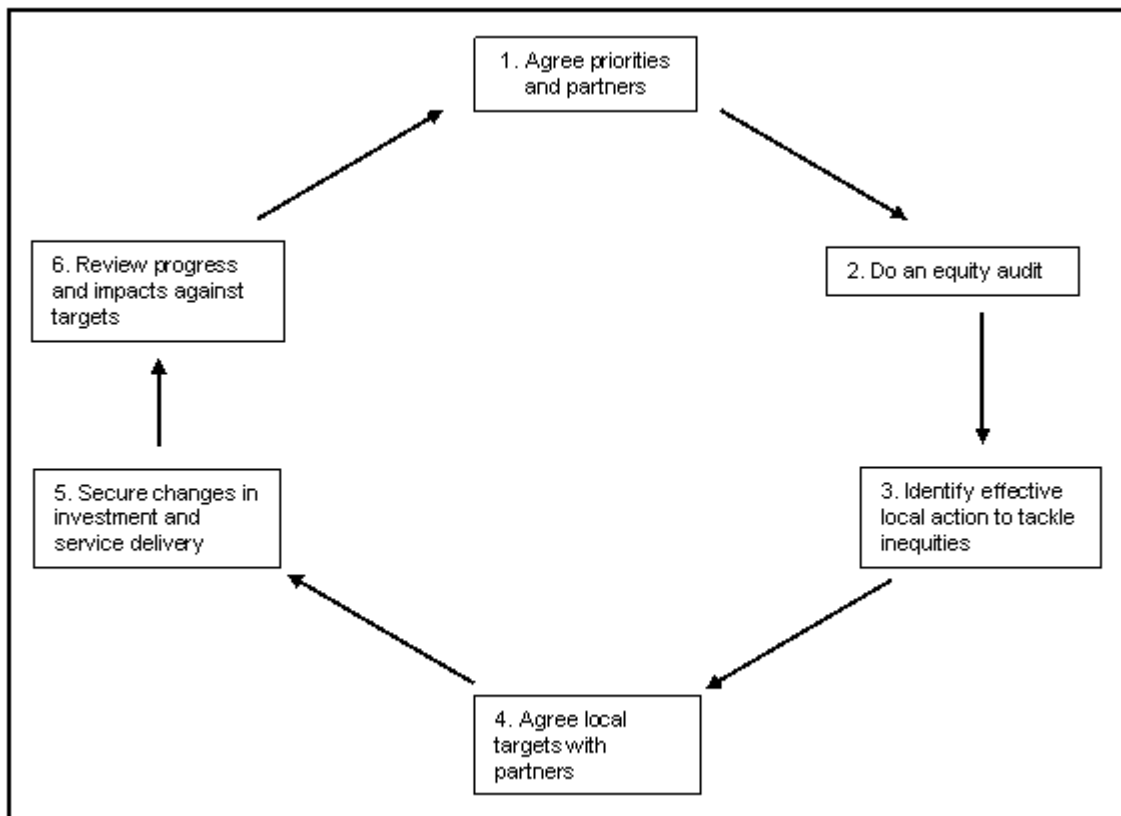 1. Agree priorities
and partners
2. Do an equity audit
3. Identify effective
local action to tackle
inequities
4. Agree local
targets with
partners
5. Secure changes in
investment and
service delivery
6. Review progress
and impacts against
targets